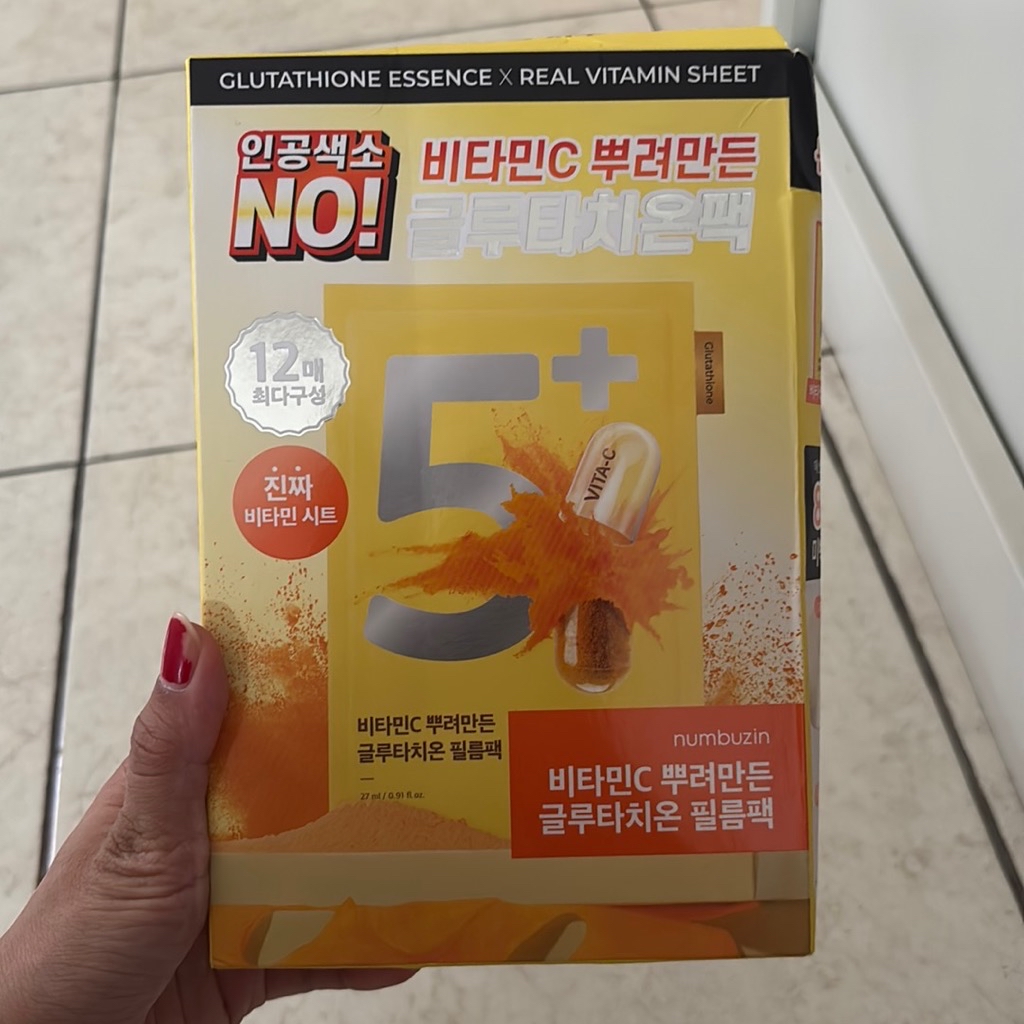 GLUTATHIONE ESSENCE X REAL VITAMIN SHEET
인공색소
NO!
비타민C 뿌려만든
글루타치온팩
12매
최다구성
진짜
비타민 시트
5+
Glutathione
VITA-C
비타민C 뿌려만든
글루타치온 필름팩
27 ml / 0.91 fl.oz.
numbuzin
비타민C 뿌려만든
글루타치온 필름팩